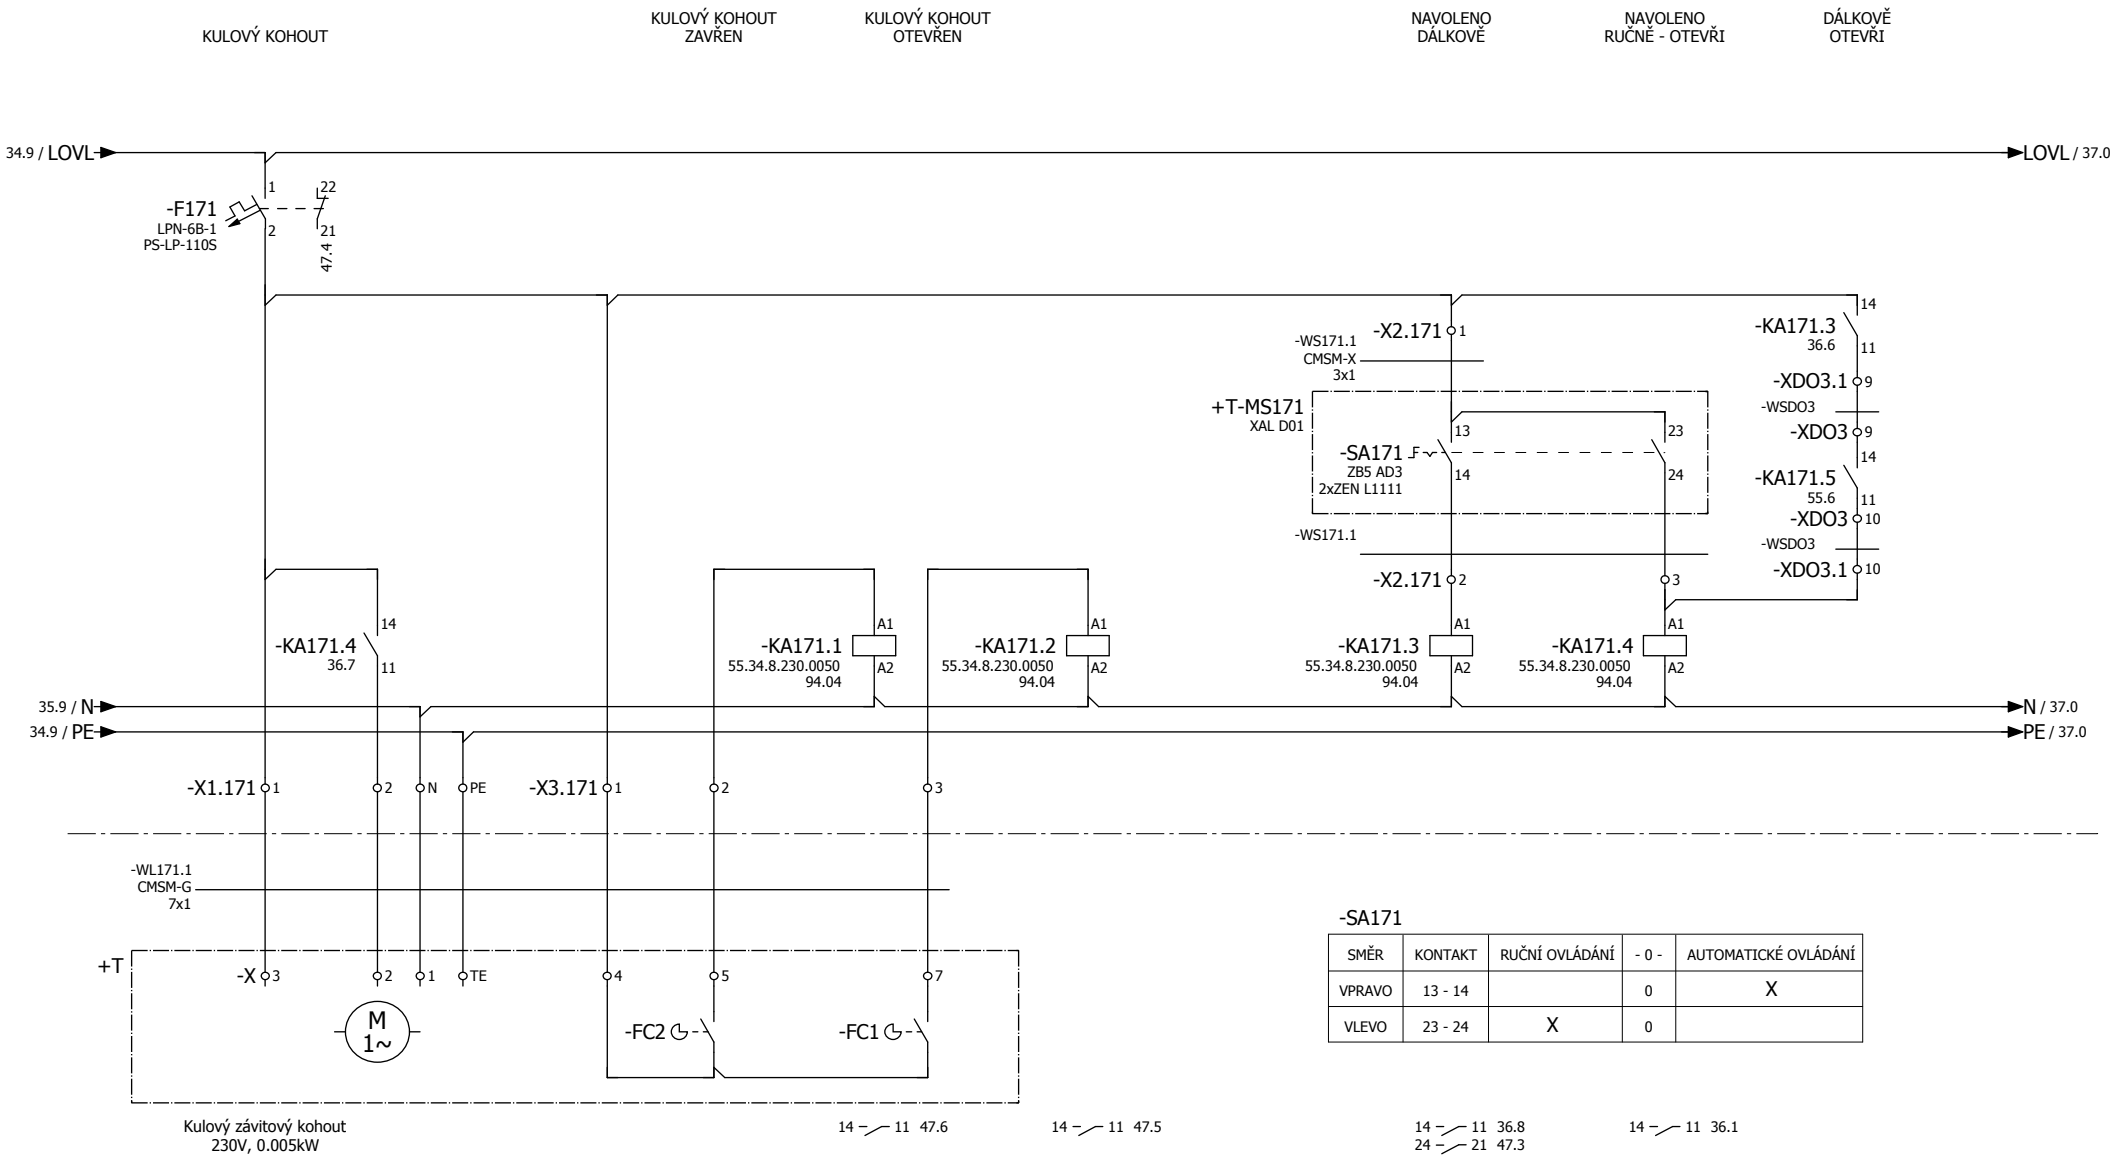 KULOVÝ KOHOUT
KULOVÝ KOHOUT
ZAVŘEN
KULOVÝ KOHOUT
OTEVŘEN
NAVOLENO
DÁLKOVĚ
NAVOLENO
RUČNĚ - OTEVŘI
DÁLKOVĚ
OTEVŘI
34.9 / LOVL
LOVL / 37.0
-F171
LPN-6B-1
PS-LP-110S
1
2
22
21
47.4
-X2.171 1
-WS171.1
CMSM-X
3x1
+T-MS171
XAL D01
-SA171
ZB5 AD3
2xZEN L1111
13
14
23
24
-WS171.1
-X2.171 2
3
14
-KA171.3
36.6
11
-XDO3.1 9
-WSDO3
-XDO3 9
14
-KA171.5
55.6
11
-XDO3 10
-WSDO3
-XDO3.1 10
14
-KA171.4
36.7
11
A1
-KA171.1
55.34.8.230.0050
94.04
A2
A1
-KA171.2
55.34.8.230.0050
94.04
A2
A1
-KA171.3
55.34.8.230.0050
94.04
A2
A1
-KA171.4
55.34.8.230.0050
94.04
A2
35.9 / N
N / 37.0
34.9 / PE
PE / 37.0
-X1.171 1
2
N
PE
-X3.171 1
2
3
-WL171.1
CMSM-G
7x1
+T
-X 3
2
1
TE
4
5
7
M
1~
-FC2
-FC1
Kulový závitový kohout
230V, 0.005kW
-SA171
SMĚR KONTAKT RUČNÍ OVLÁDÁNÍ - 0 - AUTOMATICKÉ OVLÁDÁNÍ
VPRAVO 13 - 14 0 X
VLEVO 23 - 24 X 0
14 11 47.6
14 11 47.5
14 11 36.8
24 21 47.3
14 11 36.1